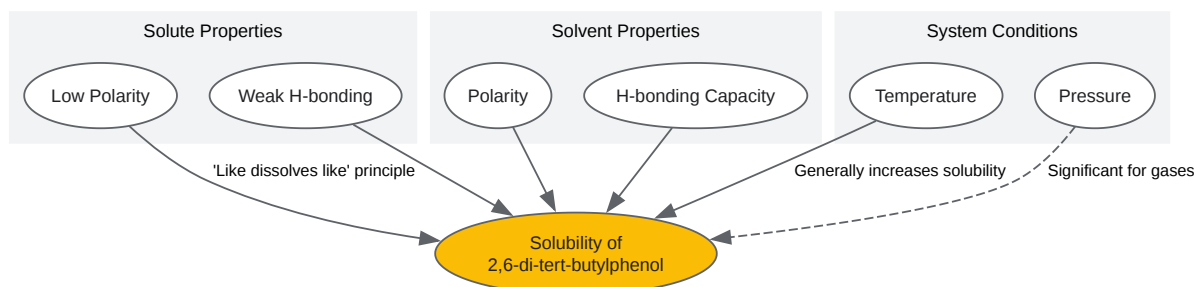 Solute Properties
Solvent Properties
System Conditions
Low Polarity
Weak H-bonding
Polarity
H-bonding Capacity
Temperature
Pressure
'Like dissolves like' principle
Generally increases solubility
Significant for gases
Solubility of
2,6-di-tert-butylphenol